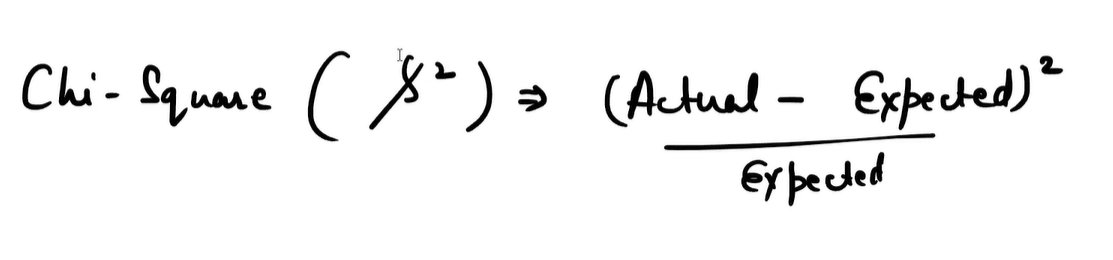 Chi-Square (χ²) ⇒ (Actual - Expected)²
Expected